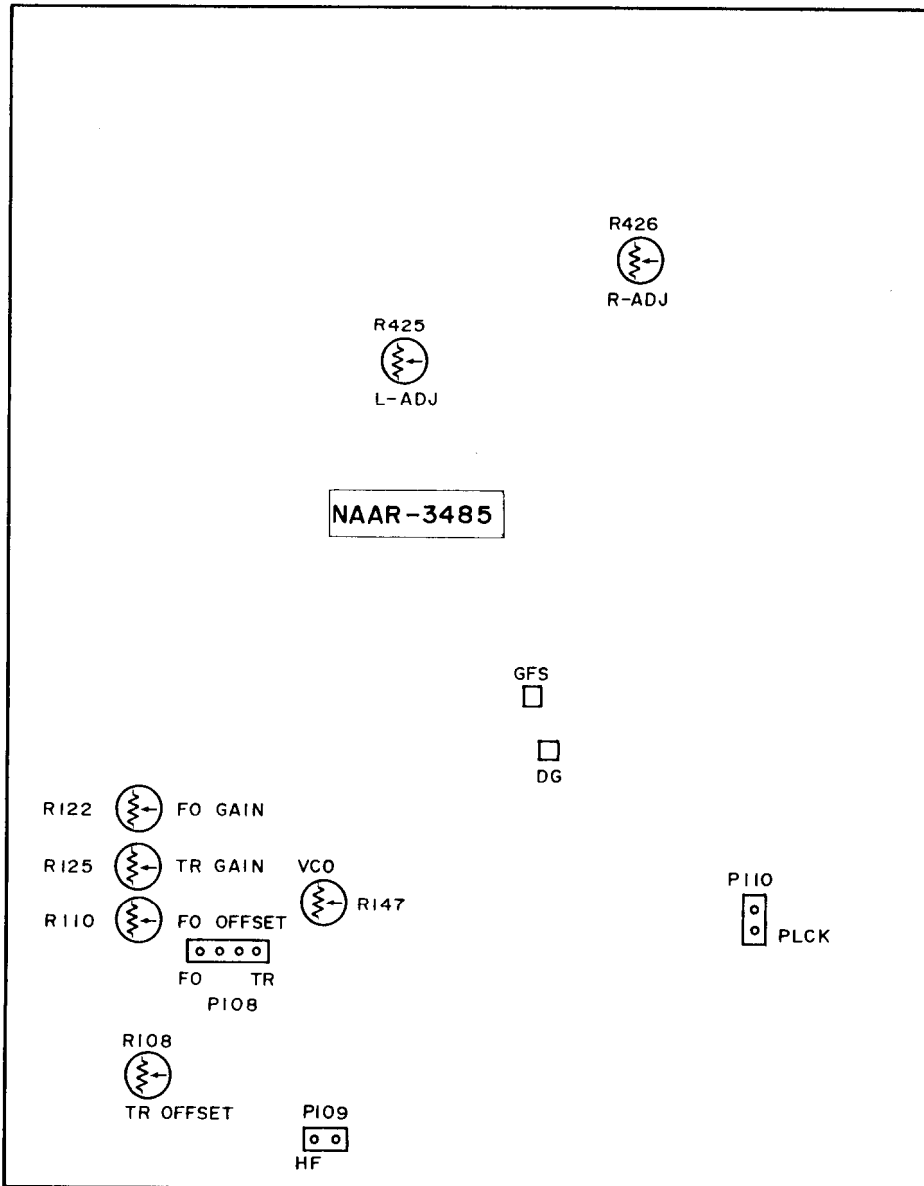 R426
R-ADJ
R425
L-ADJ
NAAR-3485
GFS
DG
R122 FO GAIN
R125 TR GAIN
VCO
R147
R110 FO OFFSET
FO TR
P108
P110
PLCK
R108
TR OFFSET
P109
HF